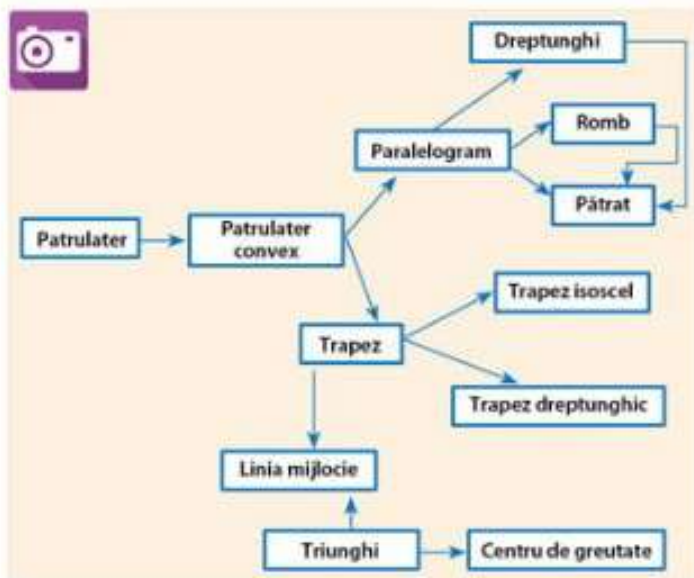 Dreptunghi
Romb
Paralelogram
Pătrat
Patrulater
Patrulater
convex
Trapez isoscel
Trapez
Trapez dreptunghic
Linia mijlocie
Triunghi
Centru de greutate